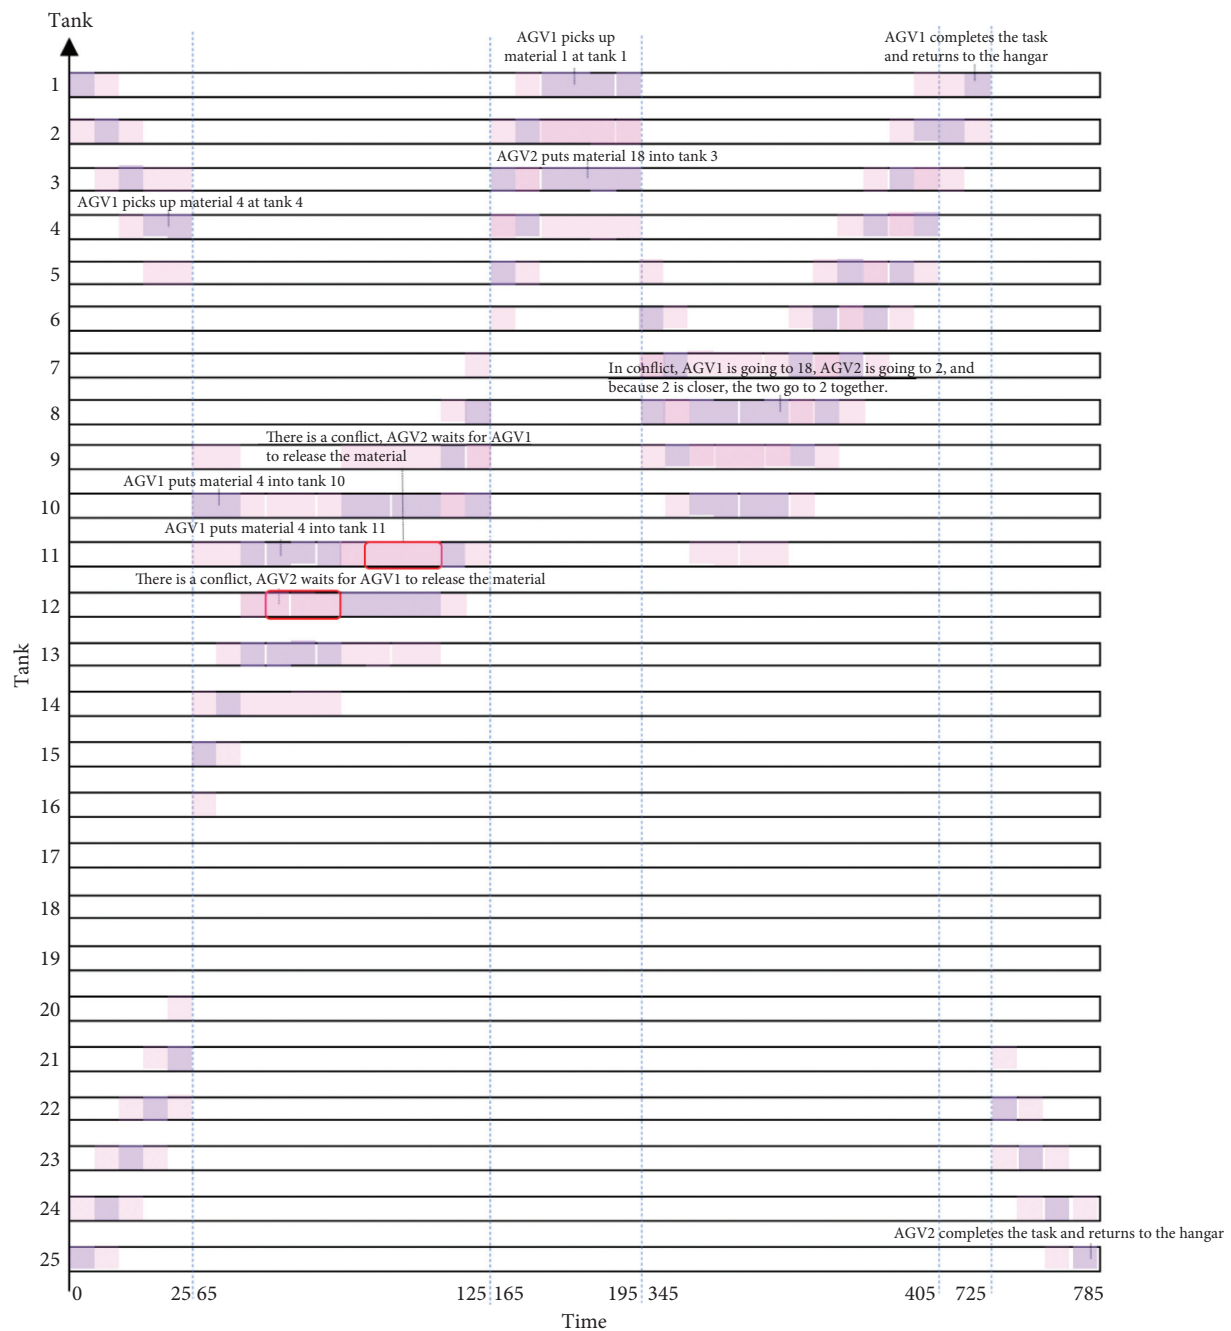 Tank
AGV1 picks up
material 1 at tank 1
AGV1 completes the task
and returns to the hangar
1
2
AGV2 puts material 18 into tank 3
3
AGV1 picks up material 4 at tank 4
4
5
6
7
In conflict, AGV1 is going to 18, AGV2 is going to 2, and
because 2 is closer, the two go to 2 together.
8
There is a conflict, AGV2 waits for AGV1
to release the material
9
AGV1 puts material 4 into tank 10
10
AGV1 puts material 4 into tank 11
11
There is a conflict, AGV2 waits for AGV1 to release the material
12
13
Tank
14
15
16
17
18
19
20
21
22
23
24
AGV2 completes the task and returns to the hangar
25
0 25 65 125 165 195 345 405 725 785
Time